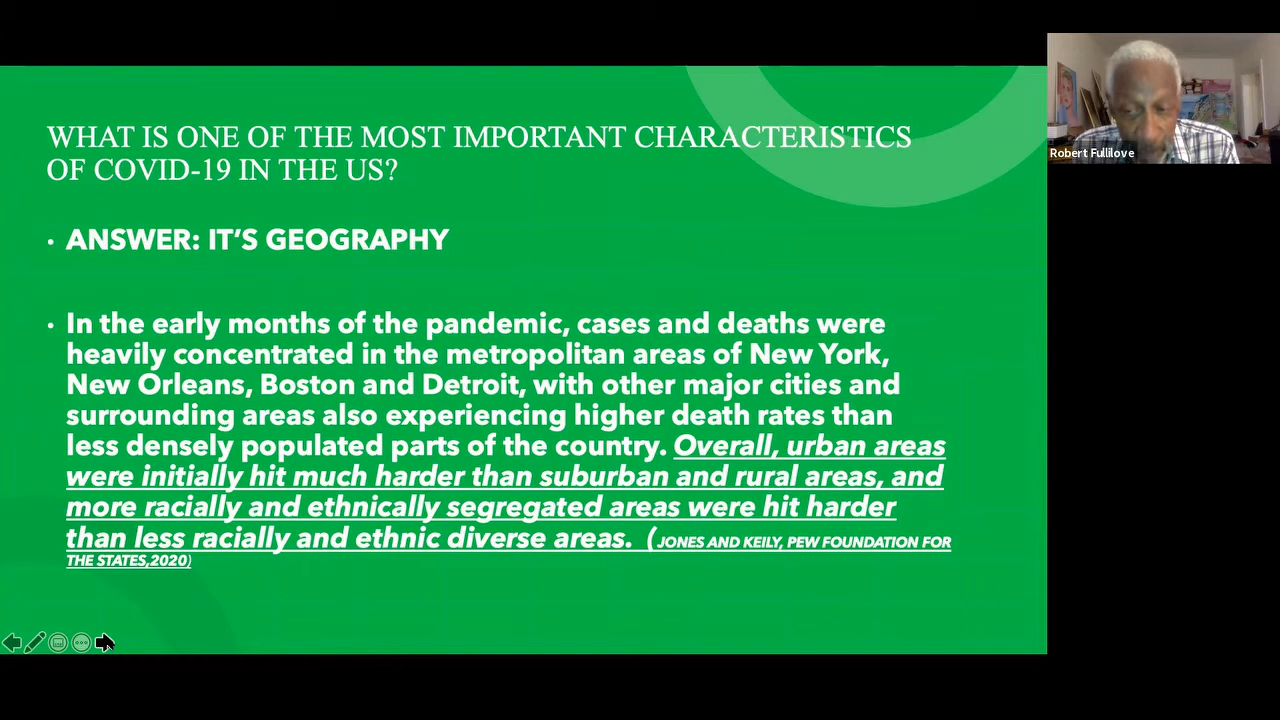 WHAT IS ONE OF THE MOST IMPORTANT CHARACTERISTICS
OF COVID-19 IN THE US?
• ANSWER: IT’S GEOGRAPHY
• In the early months of the pandemic, cases and deaths were
heavily concentrated in the metropolitan areas of New York,
New Orleans, Boston and Detroit, with other major cities and
surrounding areas also experiencing higher death rates than
less densely populated parts of the country. Overall, urban areas
were initially hit much harder than suburban and rural areas, and
more racially and ethnically segregated areas were hit harder
than less racially and ethnic diverse areas. (JONES AND KEILY, PEW FOUNDATION FOR
THE STATES,2020)
Robert Fullilove